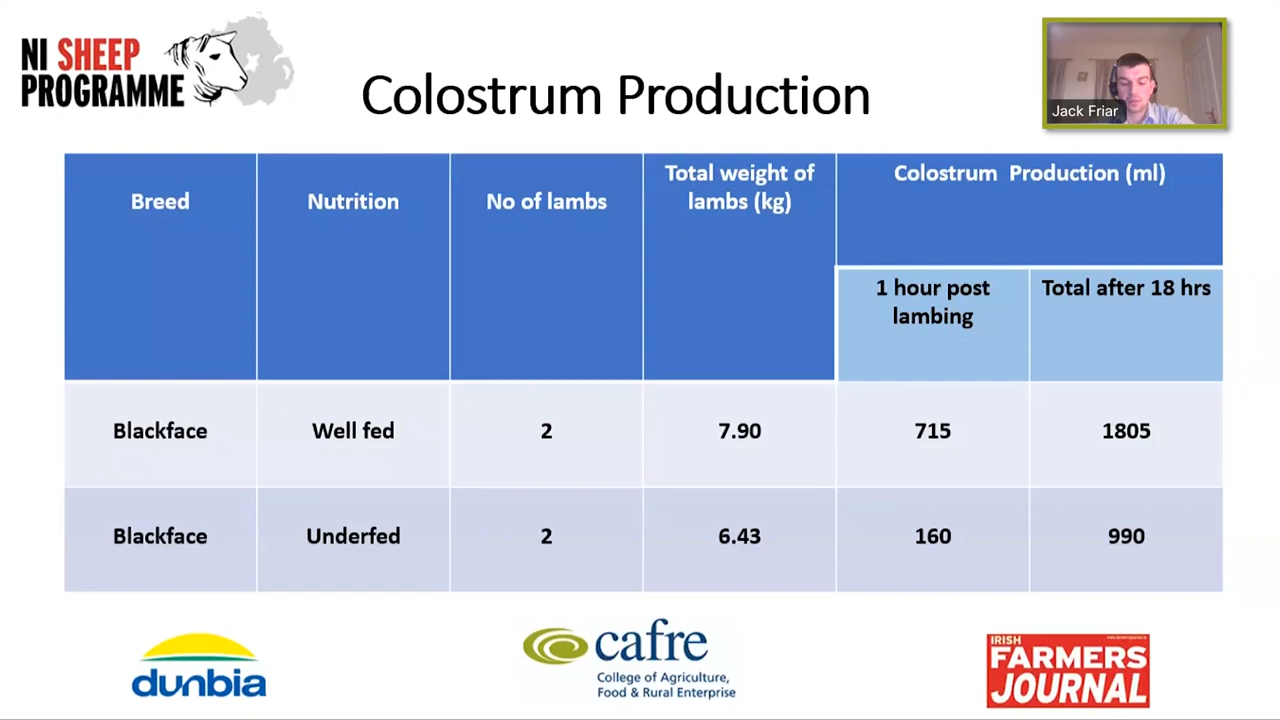 NI SHEEP
PROGRAMME
Colostrum Production
Jack Friar
Breed
Nutrition
No of lambs
Total weight of
lambs (kg)
Colostrum Production (ml)
1 hour post
lambing
Total after 18 hrs
Blackface
Well fed
2
7.90
715
1805
Blackface
Underfed
2
6.43
160
990
dunbia
cafre
College of Agriculture,
Food & Rural Enterprise
IRISH
FARMERS
JOURNAL